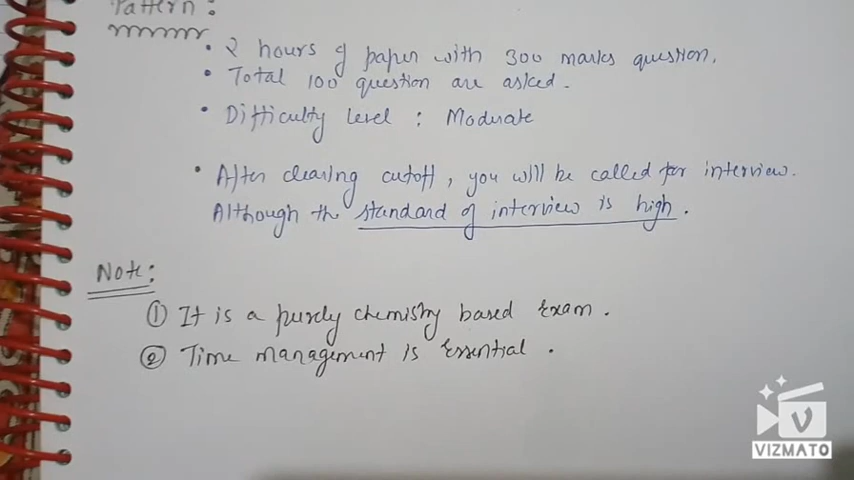 Pattern :
• 2 hours of paper with 300 marks question.
• Total 100 question are asked.
• Difficulty level : Moderate
• After clearing cutoff, you will be called for interview.
Although the standard of interview is high.
Note:
① It is a purely chemistry based Exam.
② Time management is Essential.
VIZMATO